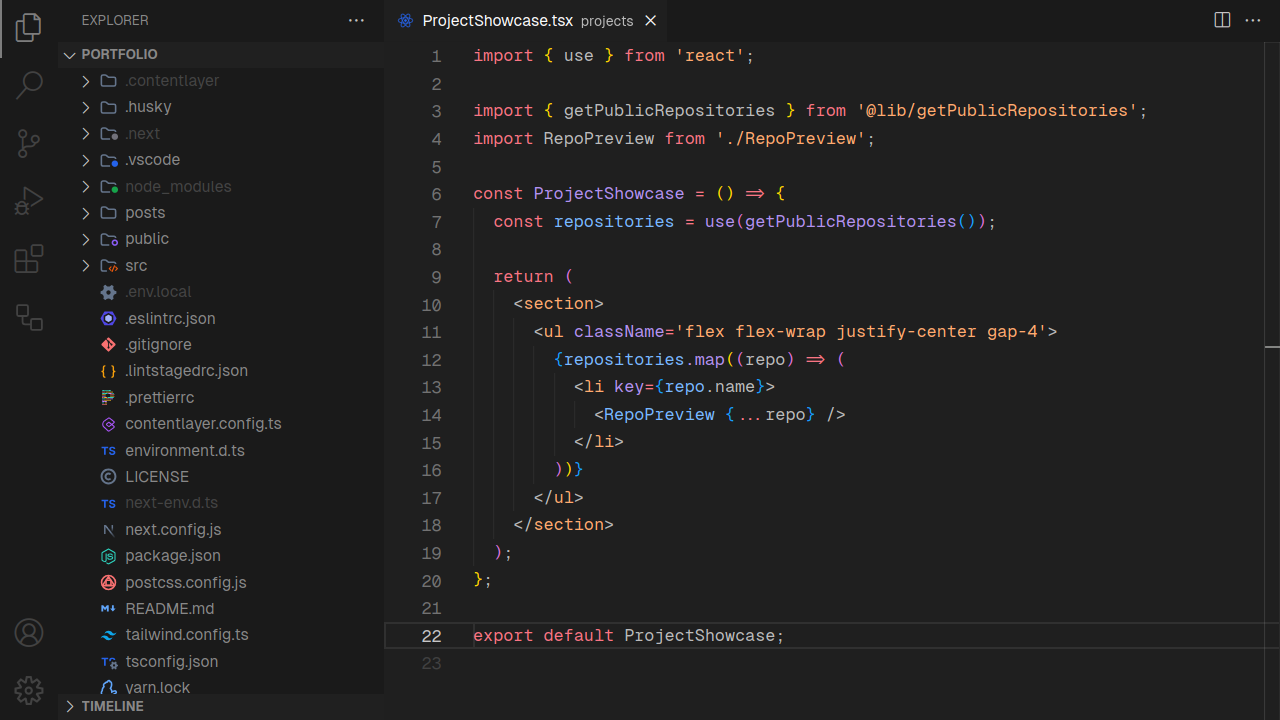 EXPLORER
PORTFOLIO
.contentlayer
.husky
.next
.vscode
node_modules
posts
public
src
.env.local
.eslintrc.json
.gitignore
.lintstagedrc.json
.prettierrc
contentlayer.config.ts
TS environment.d.ts
LICENSE
TS next-env.d.ts
next.config.js
package.json
postcss.config.js
M↓ README.md
tailwind.config.ts
TS tsconfig.json
yarn.lock
TIMELINE
ProjectShowcase.tsx projects
1 import { use } from 'react';
2
3 import { getPublicRepositories } from '@lib/getPublicRepositories';
4 import RepoPreview from './RepoPreview';
5
6 const ProjectShowcase = () => {
7 const repositories = use(getPublicRepositories());
8
9 return (
10 <section>
11 <ul className='flex flex-wrap justify-center gap-4'>
12 {repositories.map((repo) => (
13 <li key={repo.name}>
14 <RepoPreview {...repo} />
15 </li>
16 ))}
17 </ul>
18 </section>
19 );
20 };
21
22 export default ProjectShowcase;
23